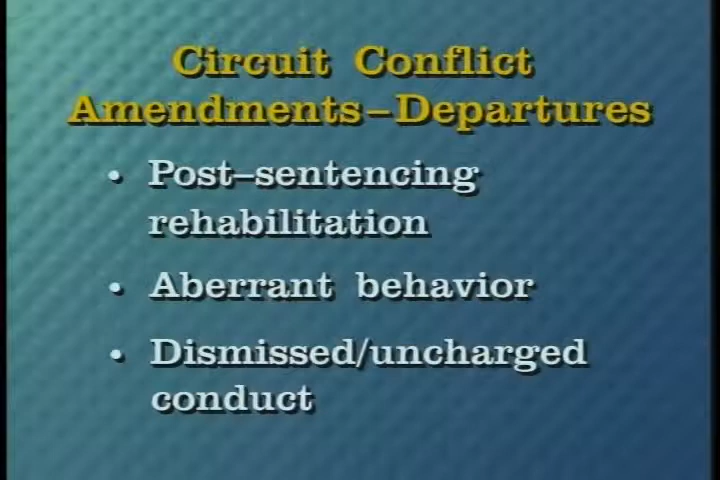 Circuit Conflict
Amendments–Departures
• Post–sentencing
rehabilitation
• Aberrant behavior
• Dismissed/uncharged
conduct